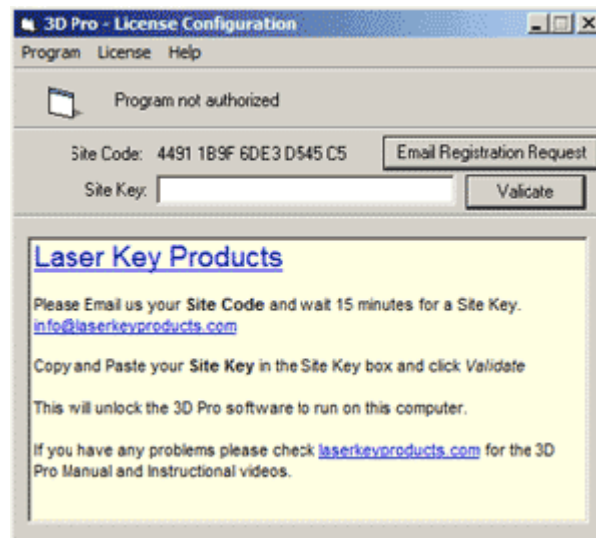 3D Pro - License Configuration
Program License Help
Program not authorized
Site Code: 4491 1B9F 6DE3 D545 C5 Email Registration Request
Site Key: Validate
Laser Key Products
Please Email us your Site Code and wait 15 minutes for a Site Key.
info@laserkeyproducts.com
Copy and Paste your Site Key in the Site Key box and click Validate
This will unlock the 3D Pro software to run on this computer.
If you have any problems please check laserkeyproducts.com for the 3D
Pro Manual and Instructional videos.